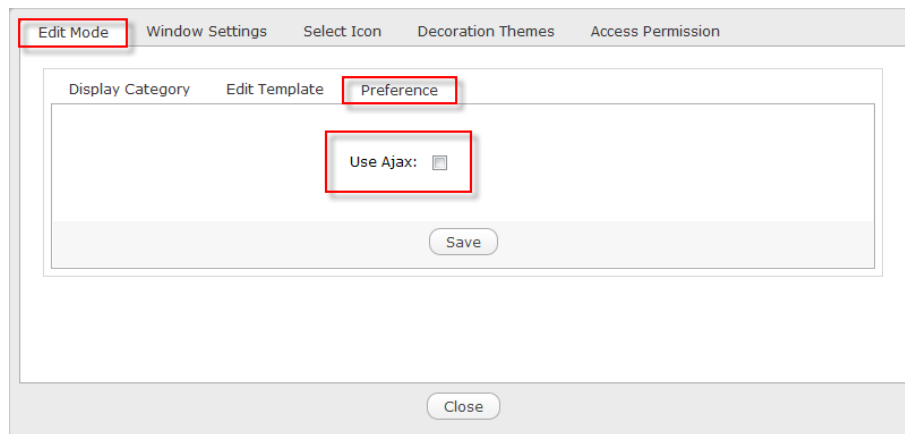 Edit Mode Window Settings Select Icon Decoration Themes Access Permission
Display Category Edit Template Preference
Use Ajax:
Save
Close